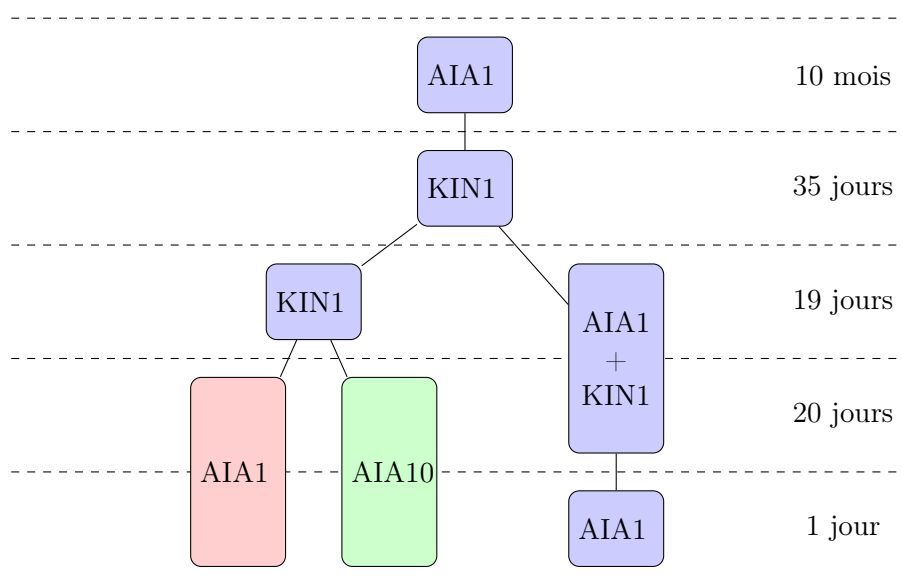 AIA1
10 mois
KIN1
35 jours
KIN1
19 jours
AIA1
+
KIN1
20 jours
AIA1
AIA10
AIA1
1 jour